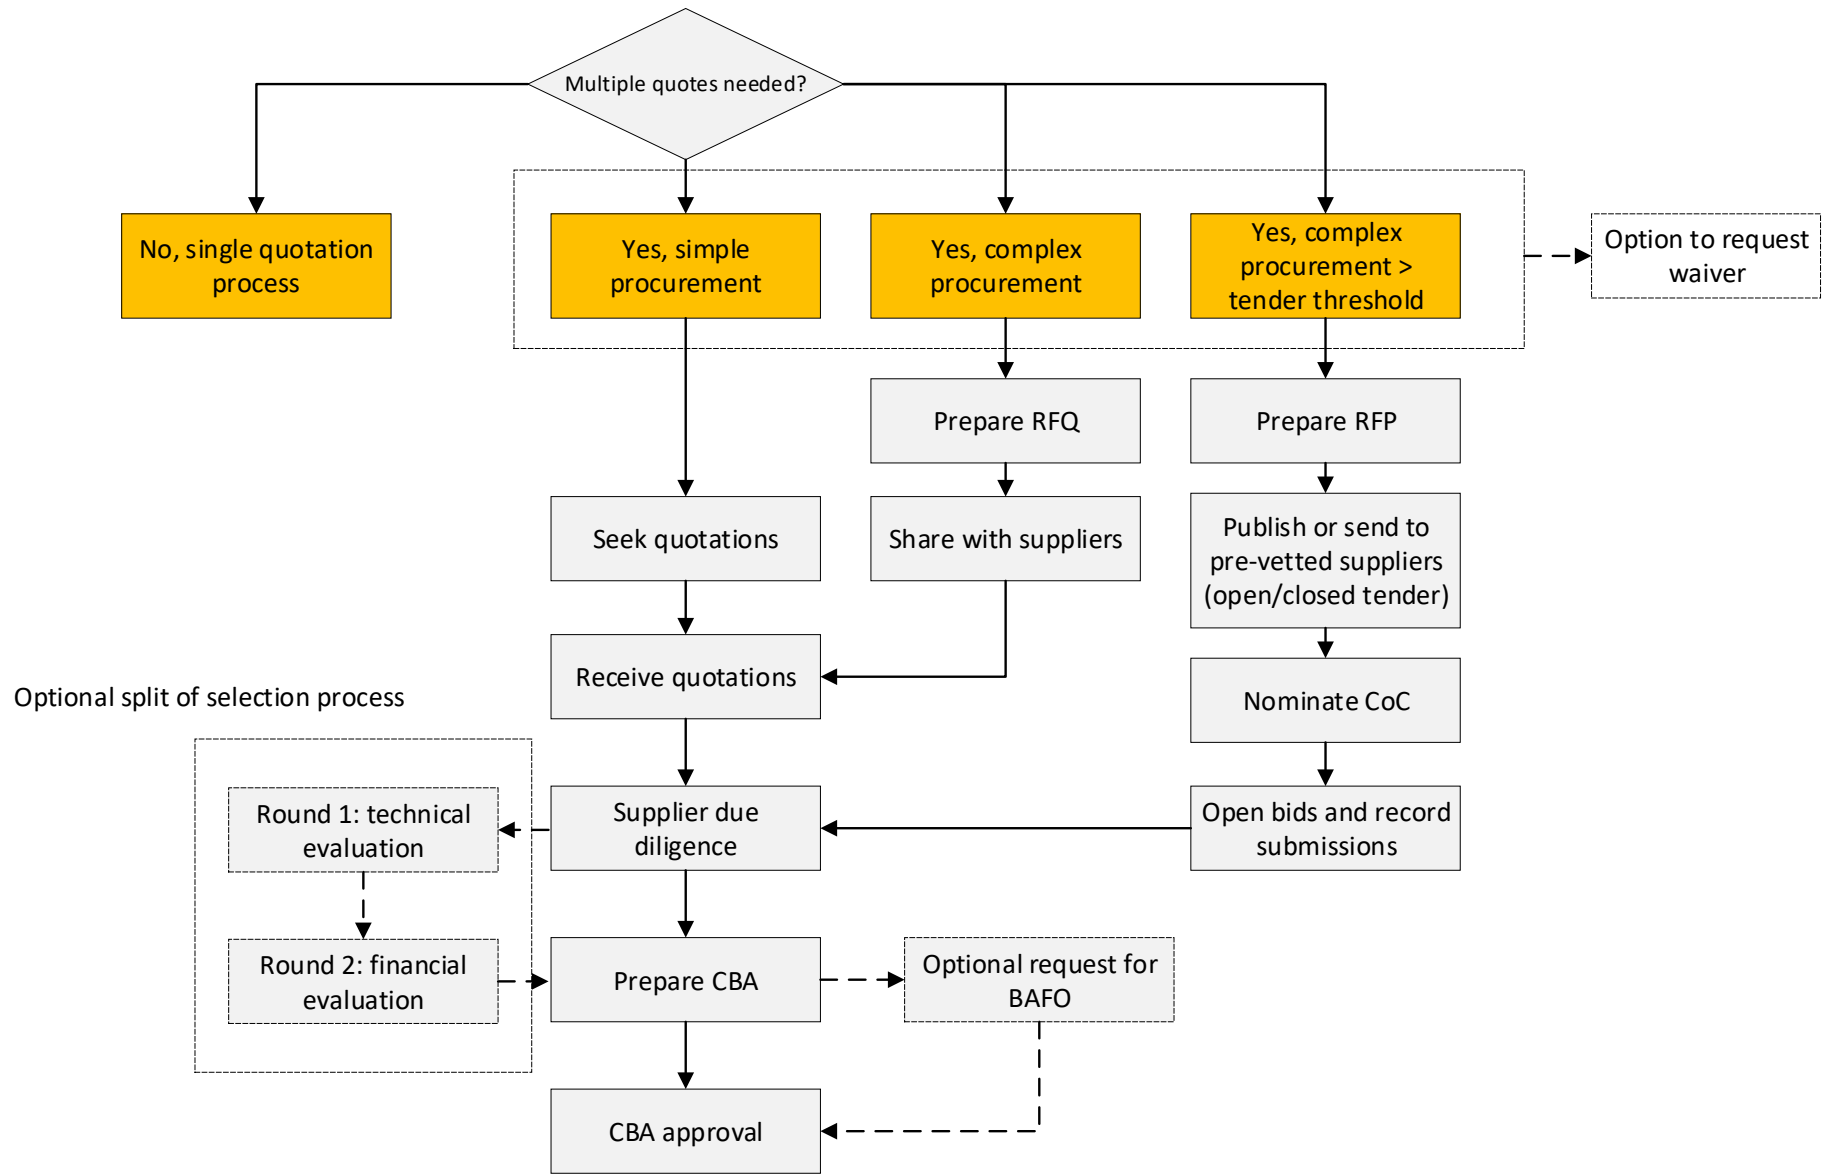 Multiple quotes needed?
No, single quotation
process
Yes, simple
procurement
Yes, complex
procurement
Yes, complex
procurement >
tender threshold
Option to request
waiver
Prepare RFQ
Prepare RFP
Seek quotations
Share with suppliers
Publish or send to
pre-vetted suppliers
(open/closed tender)
Receive quotations
Nominate CoC
Optional split of selection process
Round 1: technical
evaluation
Supplier due
diligence
Open bids and record
submissions
Round 2: financial
evaluation
Prepare CBA
Optional request for
BAFO
CBA approval